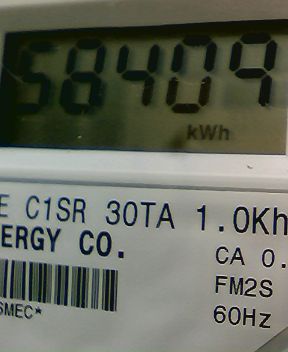 58409
kWh
E C1SR 30TA 1.0Kh
ERGY CO.
CA 0.
FM2S
60Hz
SMEC*